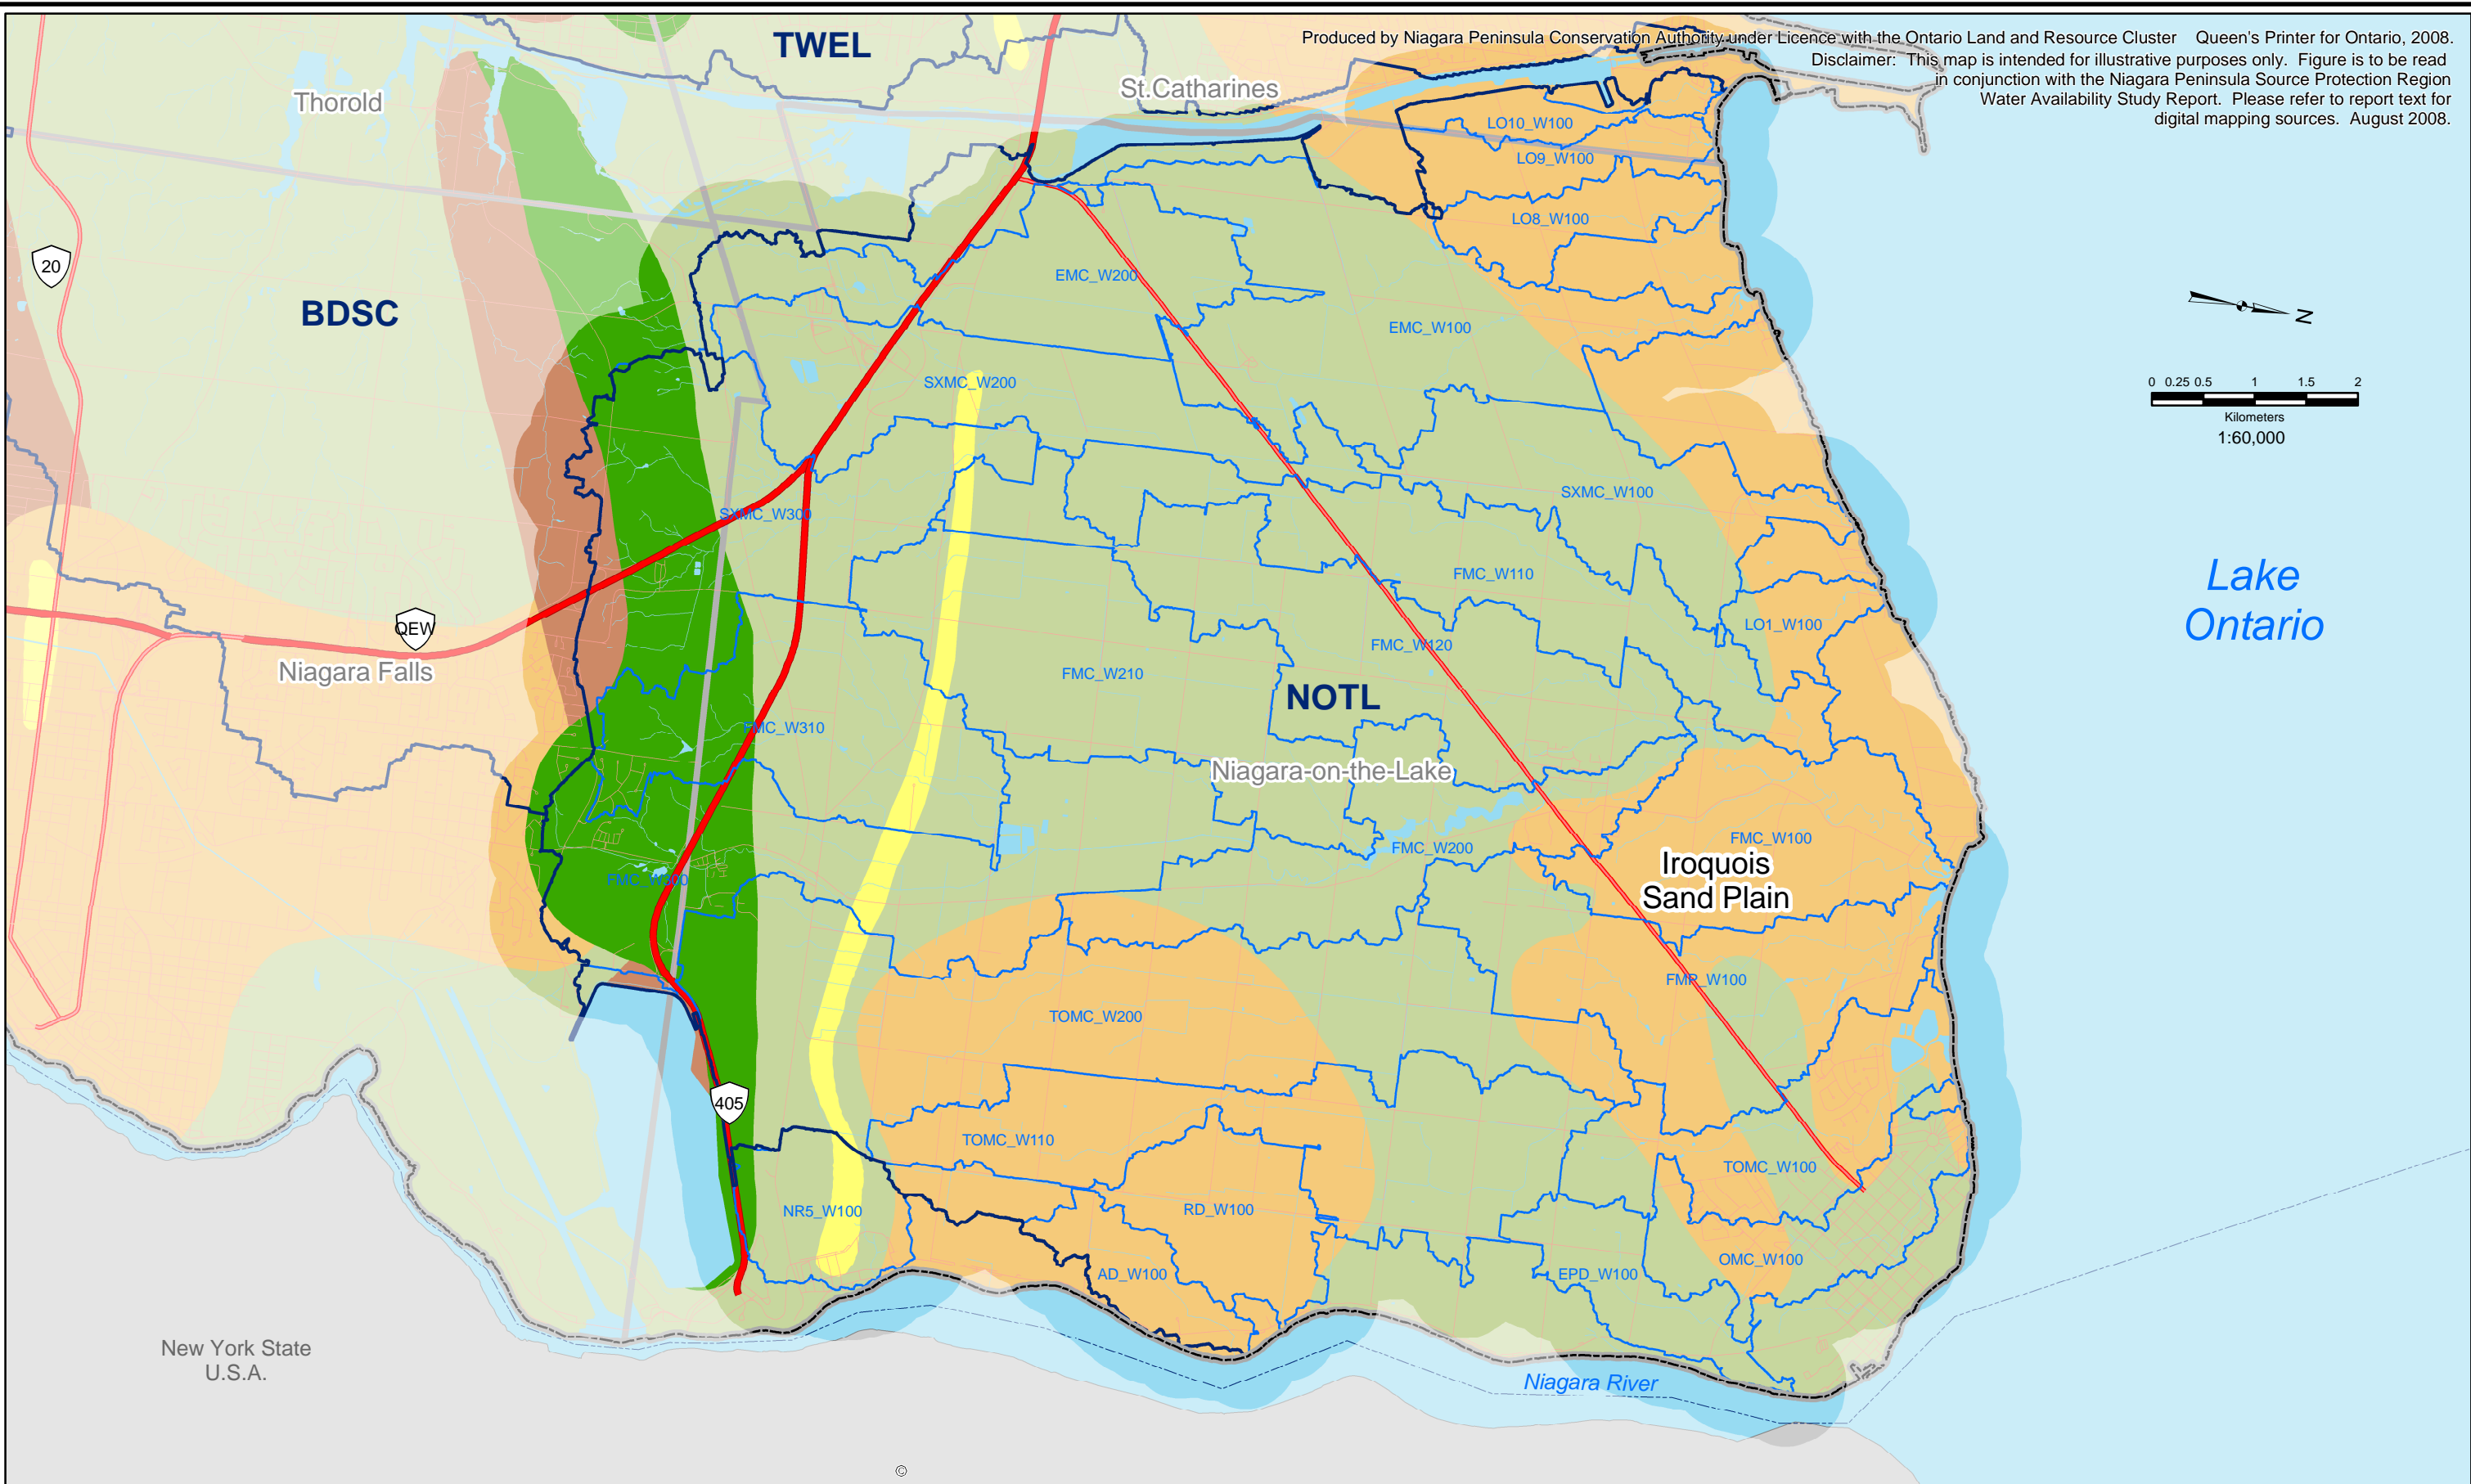 Produced by Niagara Peninsula Conservation Authority under Licence with the Ontario Land and Resource Cluster Queen's Printer for Ontario, 2008.
Disclaimer: This map is intended for illustrative purposes only. Figure is to be read
in conjunction with the Niagara Peninsula Source Protection Region
Water Availability Study Report. Please refer to report text for
digital mapping sources. August 2008.
TWEL
St.Catharines
Thorold
LO10_W100
LO9_W100
LO8_W100
20
EMC_W200
BDSC
EMC_W100
N
0 0.25 0.5 1 1.5 2
Kilometers
1:60,000
SXMC_W200
SXMC_W100
SXMC_W300
FMC_W110
Lake
Ontario
QEW
LO1_W100
FMC_W120
Niagara Falls
FMC_W210
NOTL
FMC_W310
Niagara-on-the-Lake
FMC_W100
FMC_W200
Iroquois
Sand Plain
FMC_W300
FMR_W100
TOMC_W200
405
TOMC_W110
TOMC_W100
NR5_W100
RD_W100
OMC_W100
AD_W100
EPD_W100
New York State
U.S.A.
Niagara River
©